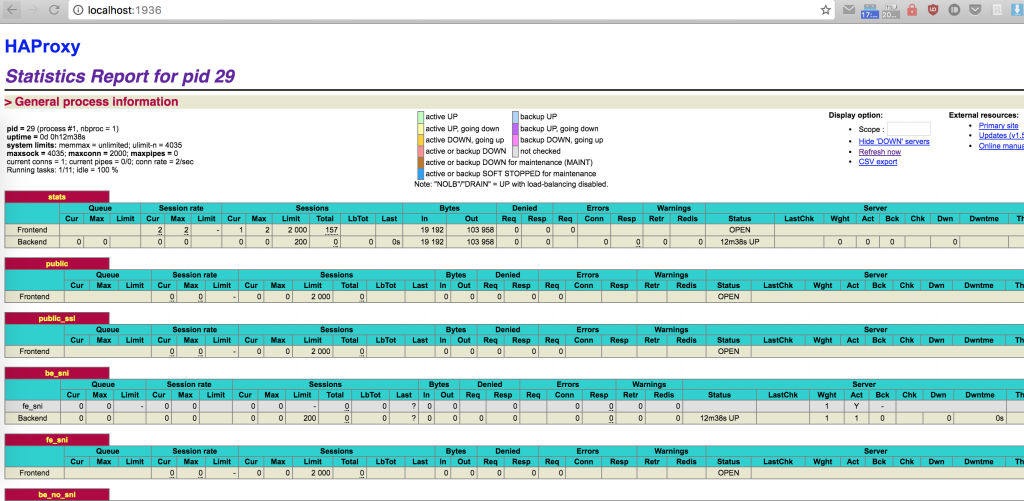 localhost:1936
17:... 20...
HAProxy
Statistics Report for pid 29
> General process information
pid = 29 (process #1, nbproc = 1)
uptime = 0d 0h12m38s
system limits: memmax = unlimited; ulimit-n = 4035
maxsock = 4035; maxconn = 2000; maxpipes = 0
current conns = 1; current pipes = 0/0; conn rate = 2/sec
Running tasks: 1/11; idle = 100 %
active UP backup UP
active UP, going down backup UP, going down
active DOWN, going up backup DOWN, going up
active or backup DOWN not checked
active or backup DOWN for maintenance (MAINT)
active or backup SOFT STOPPED for maintenance
Note: "NOLB"/"DRAIN" = UP with load-balancing disabled.
Display option:
• Scope :
• Hide 'DOWN' servers
• Refresh now
• CSV export
External resources:
• Primary site
• Updates (v1.5
• Online manua
stats
Queue Session rate Sessions Bytes Denied Errors Warnings Server
Cur Max Limit Cur Max Limit Cur Max Limit Total LbTot Last In Out Req Resp Req Conn Resp Retr Redis Status LastChk Wght Act Bck Chk Dwn Dwntme Th
Frontend 2 2 - 1 2 2 000 157 19 192 103 958 0 0 0 OPEN
Backend 0 0 0 0 0 0 200 0 0 0s 19 192 103 958 0 0 0 0 0 0 12m38s UP 0 0 0 0
public
Queue Session rate Sessions Bytes Denied Errors Warnings Server
Cur Max Limit Cur Max Limit Cur Max Limit Total LbTot Last In Out Req Resp Req Conn Resp Retr Redis Status LastChk Wght Act Bck Chk Dwn Dwntme Th
Frontend 0 0 - 0 0 2 000 0 0 0 0 0 0 OPEN
public_ssl
Queue Session rate Sessions Bytes Denied Errors Warnings Server
Cur Max Limit Cur Max Limit Cur Max Limit Total LbTot Last In Out Req Resp Req Conn Resp Retr Redis Status LastChk Wght Act Bck Chk Dwn Dwntme Th
Frontend 0 0 - 0 0 2 000 0 0 0 0 0 0 OPEN
be_sni
Queue Session rate Sessions Bytes Denied Errors Warnings Server
Cur Max Limit Cur Max Limit Cur Max Limit Total LbTot Last In Out Req Resp Req Conn Resp Retr Redis Status LastChk Wght Act Bck Chk Dwn Dwntme Th
fe_sni 0 0 - 0 0 0 0 - 0 0 ? 0 0 0 0 0 0 0 1 Y -
Backend 0 0 0 0 0 0 200 0 0 ? 0 0 0 0 0 0 0 0 12m38s UP 1 1 0 0 0s
fe_sni
Queue Session rate Sessions Bytes Denied Errors Warnings Server
Cur Max Limit Cur Max Limit Cur Max Limit Total LbTot Last In Out Req Resp Req Conn Resp Retr Redis Status LastChk Wght Act Bck Chk Dwn Dwntme Th
Frontend 0 0 - 0 0 2 000 0 0 0 0 0 0 OPEN
be_no_sni